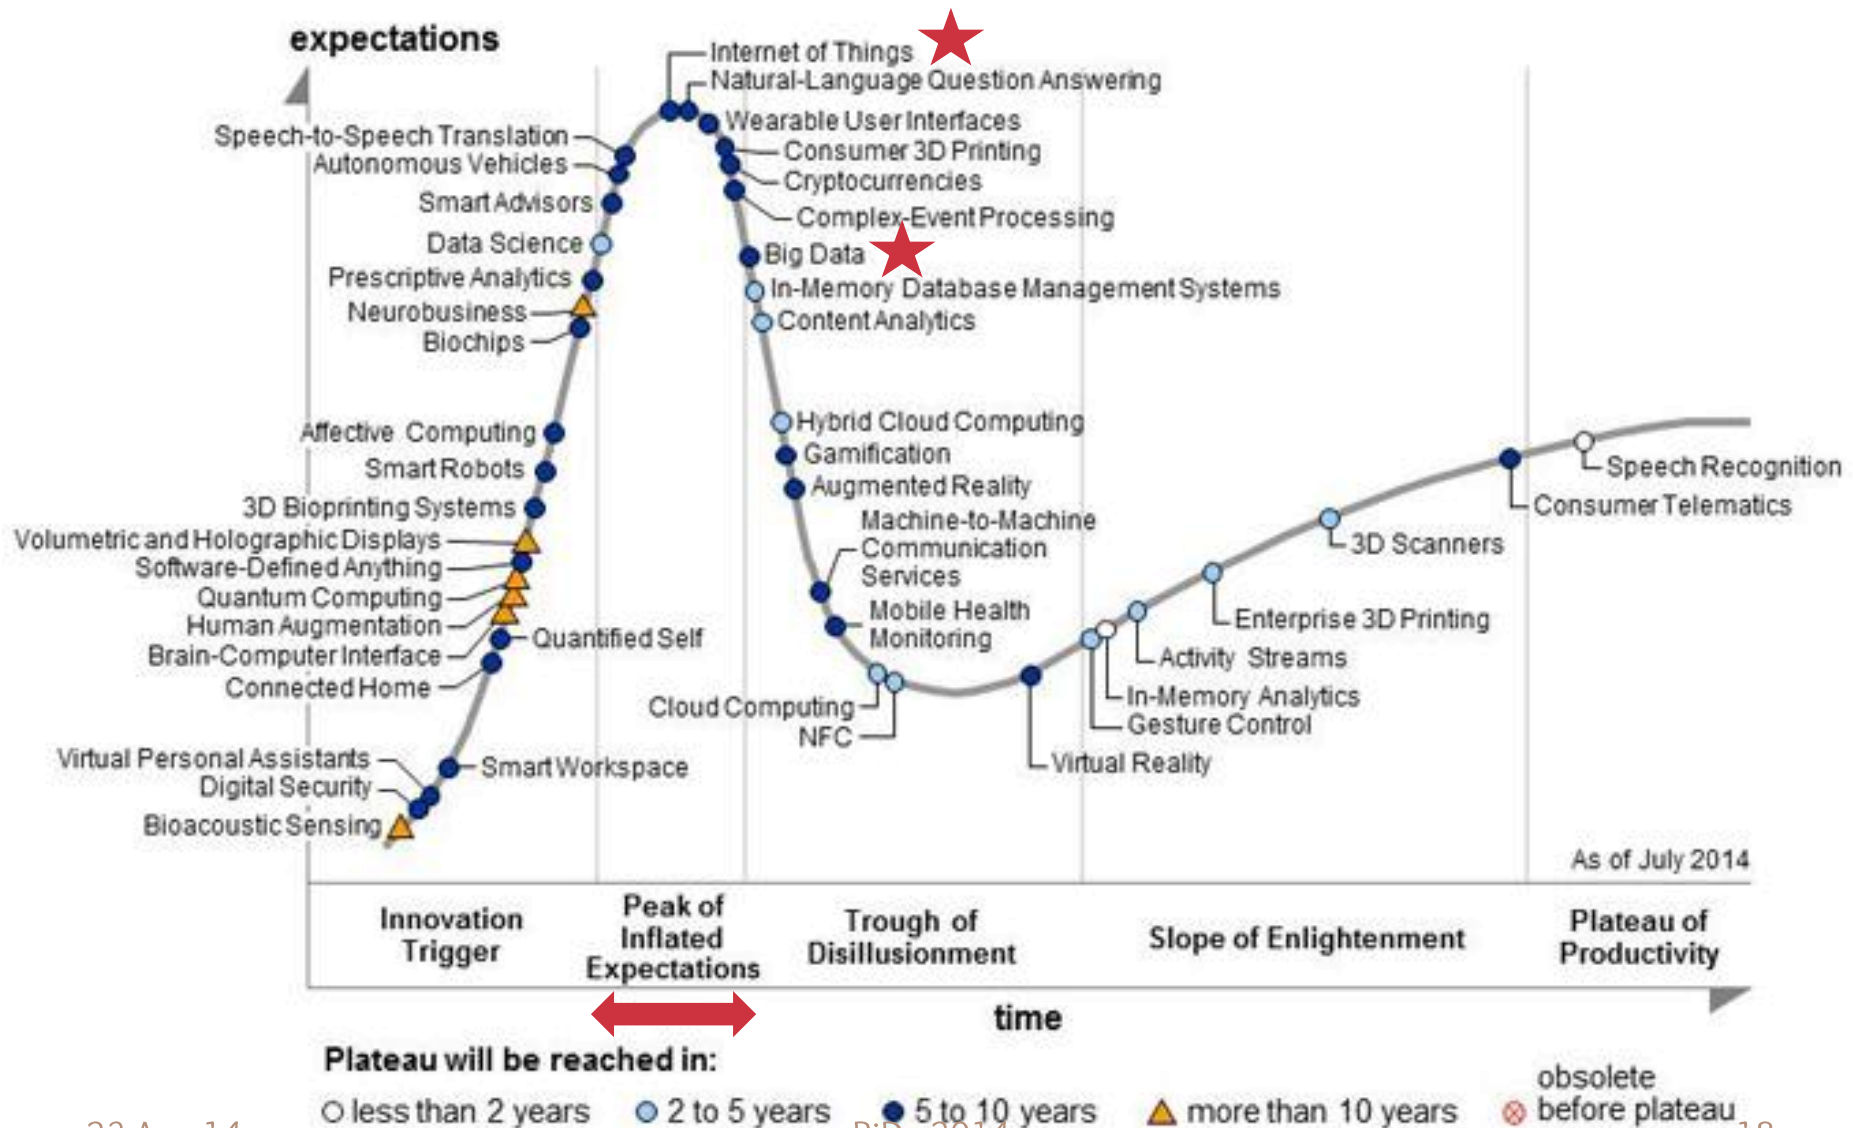 expectations
Internet of Things
Natural-Language Question Answering
Wearable User Interfaces
Consumer 3D Printing
Cryptocurrencies
Complex-Event Processing
Big Data
In-Memory Database Management Systems
Content Analytics
Hybrid Cloud Computing
Gamification
Augmented Reality
Machine-to-Machine
Communication
Services
Mobile Health
Monitoring
Speech-to-Speech Translation
Autonomous Vehicles
Smart Advisors
Data Science
Prescriptive Analytics
Neurobusiness
Biochips
Affective Computing
Smart Robots
3D Bioprinting Systems
Volumetric and Holographic Displays
Software-Defined Anything
Quantum Computing
Human Augmentation
Brain-Computer Interface
Quantified Self
Connected Home
Virtual Personal Assistants
Smart Workspace
Digital Security
Bioacoustic Sensing
Cloud Computing
NFC
Virtual Reality
Gesture Control
In-Memory Analytics
Activity Streams
Enterprise 3D Printing
3D Scanners
Consumer Telematics
Speech Recognition
As of July 2014
Innovation
Trigger
Peak of
Inflated
Expectations
Trough of
Disillusionment
Slope of Enlightenment
Plateau of
Productivity
time
Plateau will be reached in:
less than 2 years
2 to 5 years
5 to 10 years
more than 10 years
obsolete
before plateau